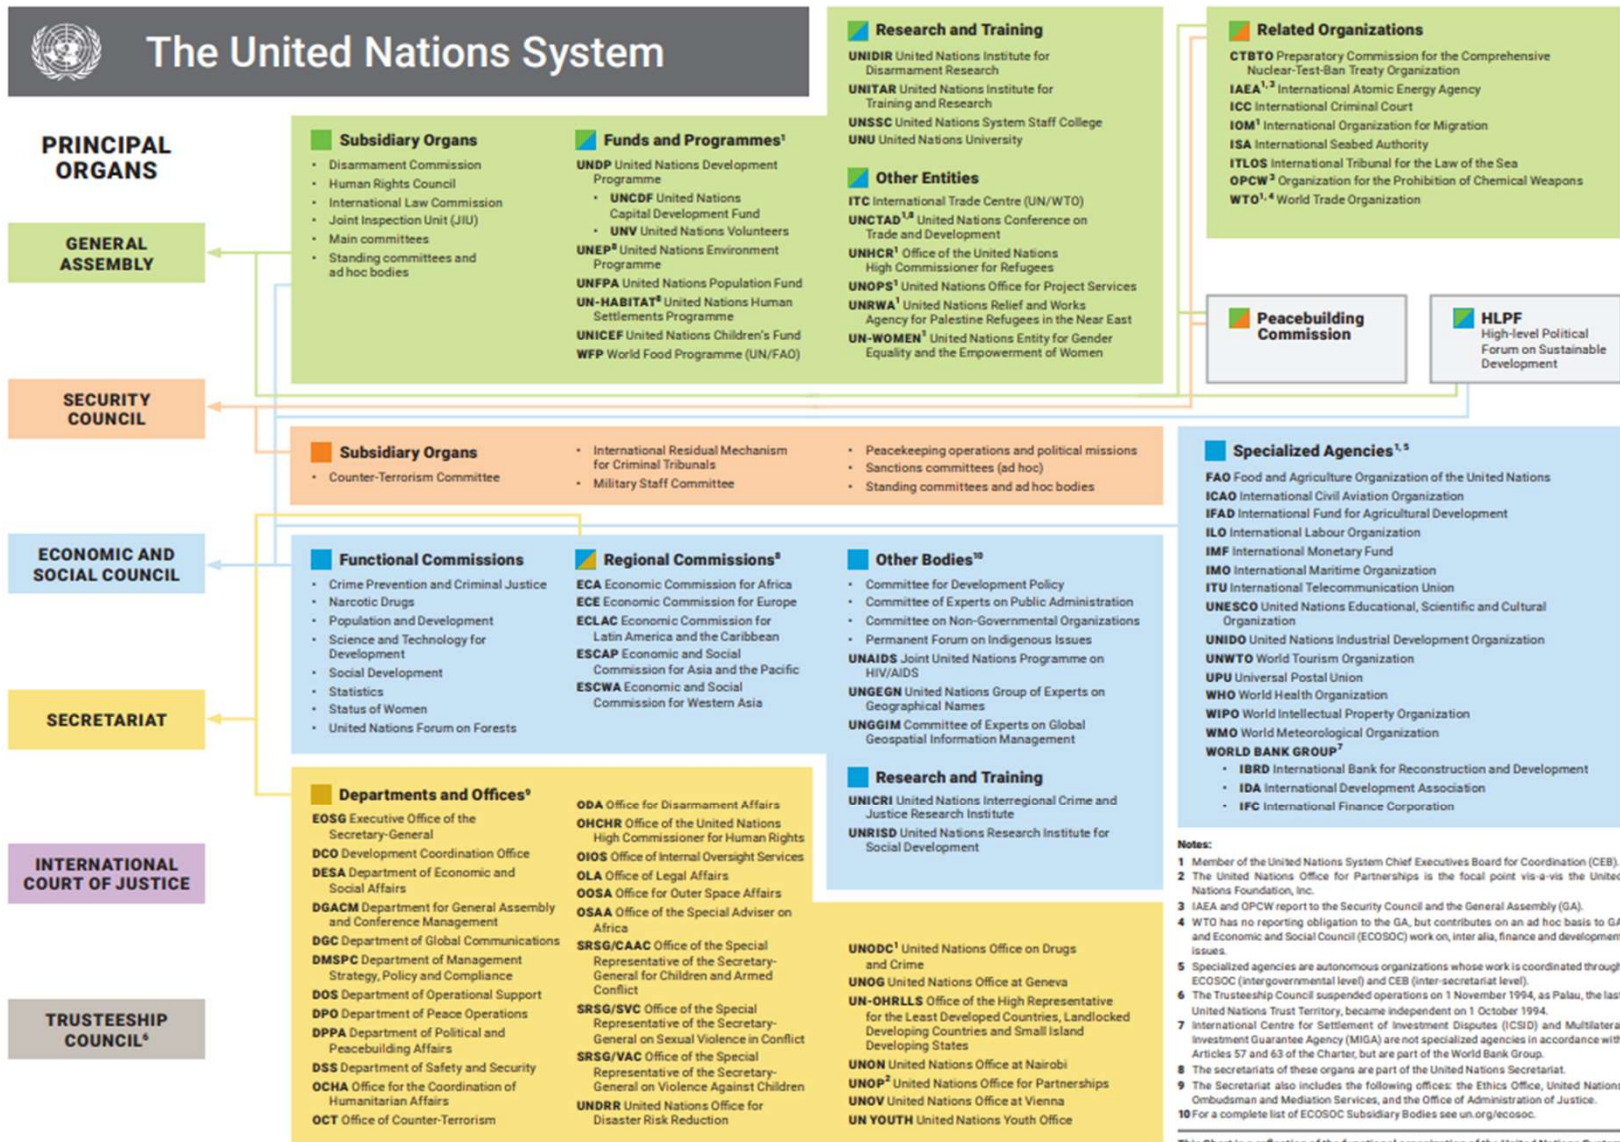 The United Nations System
PRINCIPAL
ORGANS
GENERAL
ASSEMBLY
SECURITY
COUNCIL
ECONOMIC AND
SOCIAL COUNCIL
SECRETARIAT
INTERNATIONAL
COURT OF JUSTICE
TRUSTEESHIP
COUNCIL⁶
Subsidiary Organs
• Disarmament Commission
• Human Rights Council
• International Law Commission
• Joint Inspection Unit (JIU)
• Main committees
• Standing committees and
ad hoc bodies
Funds and Programmes¹
UNDP United Nations Development
Programme
• UNCDF United Nations
Capital Development Fund
• UNV United Nations Volunteers
UNEP⁸ United Nations Environment
Programme
UNFPA United Nations Population Fund
UN-HABITAT⁸ United Nations Human
Settlements Programme
UNICEF United Nations Children's Fund
WFP World Food Programme (UN/FAO)
Research and Training
UNIDIR United Nations Institute for
Disarmament Research
UNITAR United Nations Institute for
Training and Research
UNSSC United Nations System Staff College
UNU United Nations University
Other Entities
ITC International Trade Centre (UN/WTO)
UNCTAD¹,⁸ United Nations Conference on
Trade and Development
UNHCR¹ Office of the United Nations
High Commissioner for Refugees
UNOPS¹ United Nations Office for Project Services
UNRWA¹ United Nations Relief and Works
Agency for Palestine Refugees in the Near East
UN-WOMEN¹ United Nations Entity for Gender
Equality and the Empowerment of Women
Related Organizations
CTBTO Preparatory Commission for the Comprehensive
Nuclear-Test-Ban Treaty Organization
IAEA¹,³ International Atomic Energy Agency
ICC International Criminal Court
IOM¹ International Organization for Migration
ISA International Seabed Authority
ITLOS International Tribunal for the Law of the Sea
OPCW³ Organization for the Prohibition of Chemical Weapons
WTO¹,⁴ World Trade Organization
Peacebuilding
Commission
HLPF
High-level Political
Forum on Sustainable
Development
Subsidiary Organs
• Counter-Terrorism Committee
• International Residual Mechanism
for Criminal Tribunals
• Military Staff Committee
• Peacekeeping operations and political missions
• Sanctions committees (ad hoc)
• Standing committees and ad hoc bodies
Functional Commissions
• Crime Prevention and Criminal Justice
• Narcotic Drugs
• Population and Development
• Science and Technology for
Development
• Social Development
• Statistics
• Status of Women
• United Nations Forum on Forests
Regional Commissions⁸
ECA Economic Commission for Africa
ECE Economic Commission for Europe
ECLAC Economic Commission for
Latin America and the Caribbean
ESCAP Economic and Social
Commission for Asia and the Pacific
ESCWA Economic and Social
Commission for Western Asia
Other Bodies¹⁰
• Committee for Development Policy
• Committee of Experts on Public Administration
• Committee on Non-Governmental Organizations
• Permanent Forum on Indigenous Issues
UNAIDS Joint United Nations Programme on
HIV/AIDS
UNGEGN United Nations Group of Experts on
Geographical Names
UNGGIM Committee of Experts on Global
Geospatial Information Management
Research and Training
UNICRI United Nations Interregional Crime and
Justice Research Institute
UNRISD United Nations Research Institute for
Social Development
Specialized Agencies¹,⁵
FAO Food and Agriculture Organization of the United Nations
ICAO International Civil Aviation Organization
IFAD International Fund for Agricultural Development
ILO International Labour Organization
IMF International Monetary Fund
IMO International Maritime Organization
ITU International Telecommunication Union
UNESCO United Nations Educational, Scientific and Cultural
Organization
UNIDO United Nations Industrial Development Organization
UNWTO World Tourism Organization
UPU Universal Postal Union
WHO World Health Organization
WIPO World Intellectual Property Organization
WMO World Meteorological Organization
WORLD BANK GROUP⁷
• IBRD International Bank for Reconstruction and Development
• IDA International Development Association
• IFC International Finance Corporation
Departments and Offices⁹
EOSG Executive Office of the
Secretary-General
DCO Development Coordination Office
DESA Department of Economic and
Social Affairs
DGACM Department for General Assembly
and Conference Management
DGC Department of Global Communications
DMSPC Department of Management
Strategy, Policy and Compliance
DOS Department of Operational Support
DPO Department of Peace Operations
DPPA Department of Political and
Peacebuilding Affairs
DSS Department of Safety and Security
OCHA Office for the Coordination of
Humanitarian Affairs
OCT Office of Counter-Terrorism
ODA Office for Disarmament Affairs
OHCHR Office of the United Nations
High Commissioner for Human Rights
OIOS Office of Internal Oversight Services
OLA Office of Legal Affairs
OOSA Office for Outer Space Affairs
OSAA Office of the Special Adviser on
Africa
SRSG/CAAC Office of the Special
Representative of the Secretary-
General for Children and Armed
Conflict
SRSG/SVC Office of the Special
Representative of the Secretary-
General on Sexual Violence in Conflict
SRSG/VAC Office of the Special
Representative of the Secretary-
General on Violence Against Children
UNDRR United Nations Office for
Disaster Risk Reduction
UNODC¹ United Nations Office on Drugs
and Crime
UNOG United Nations Office at Geneva
UN-OHRLLS Office of the High Representative
for the Least Developed Countries, Landlocked
Developing Countries and Small Island
Developing States
UNON United Nations Office at Nairobi
UNOP² United Nations Office for Partnerships
UNOV United Nations Office at Vienna
UN YOUTH United Nations Youth Office
Notes:
1 Member of the United Nations System Chief Executives Board for Coordination (CEB).
2 The United Nations Office for Partnerships is the focal point vis-a-vis the United
Nations Foundation, Inc.
3 IAEA and OPCW report to the Security Council and the General Assembly (GA).
4 WTO has no reporting obligation to the GA, but contributes on an ad hoc basis to GA
and Economic and Social Council (ECOSOC) work on, inter alia, finance and development
issues.
5 Specialized agencies are autonomous organizations whose work is coordinated through
ECOSOC (intergovernmental level) and CEB (inter-secretariat level).
6 The Trusteeship Council suspended operations on 1 November 1994, as Palau, the last
United Nations Trust Territory, became independent on 1 October 1994.
7 International Centre for Settlement of Investment Disputes (ICSID) and Multilateral
Investment Guarantee Agency (MIGA) are not specialized agencies in accordance with
Articles 57 and 63 of the Charter, but are part of the World Bank Group.
8 The secretariats of these organs are part of the United Nations Secretariat.
9 The Secretariat also includes the following offices: the Ethics Office, United Nations
Ombudsman and Mediation Services, and the Office of Administration of Justice.
10 For a complete list of ECOSOC Subsidiary Bodies see un.org/ecosoc.